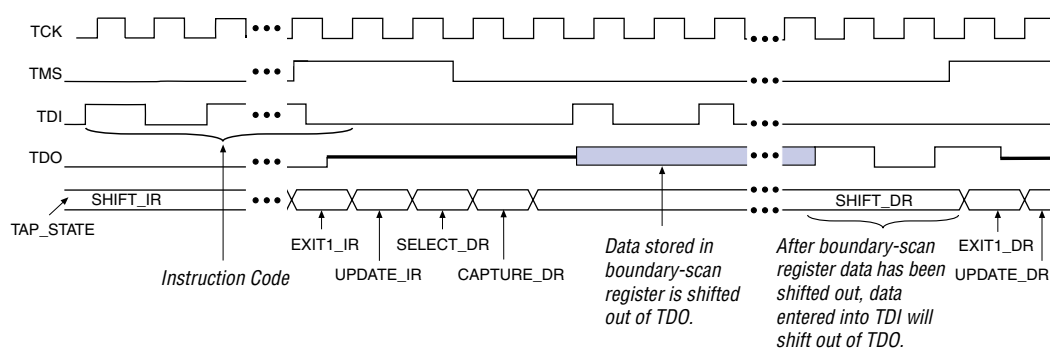 TCK
TMS
TDI
TDO
SHIFT_IR
SHIFT_DR
TAP_STATE
EXIT1_IR
SELECT_DR
EXIT1_DR
UPDATE_IR
CAPTURE_DR
UPDATE_DR
Instruction Code
Data stored in
boundary-scan
register is shifted
out of TDO.
After boundary-scan
register data has been
shifted out, data
entered into TDI will
shift out of TDO.